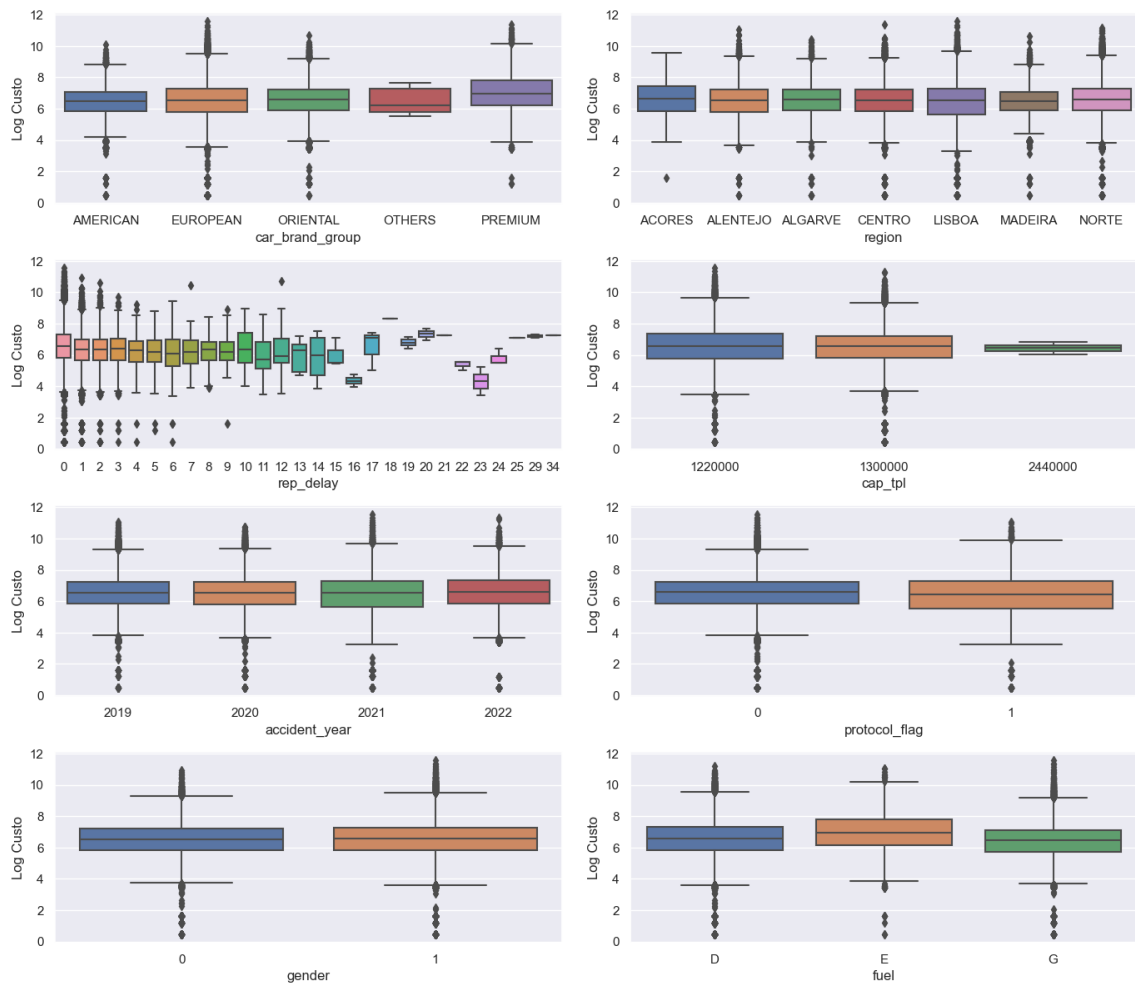 12
10
8
6
4
2
0
Log Custo
AMERICAN EUROPEAN ORIENTAL OTHERS PREMIUM
car_brand_group
12
10
8
6
4
2
0
Log Custo
ACORES ALENTEJO ALGARVE CENTRO LISBOA MADEIRA NORTE
region
12
10
8
6
4
2
0
Log Custo
0 1 2 3 4 5 6 7 8 9 10 11 12 13 14 15 16 17 18 19 20 21 22 23 24 25 29 34
rep_delay
12
10
8
6
4
2
0
Log Custo
1220000 1300000 2440000
cap_tpl
12
10
8
6
4
2
0
Log Custo
2019 2020 2021 2022
accident_year
12
10
8
6
4
2
0
Log Custo
0 1
protocol_flag
12
10
8
6
4
2
0
Log Custo
0 1
gender
12
10
8
6
4
2
0
Log Custo
D E G
fuel